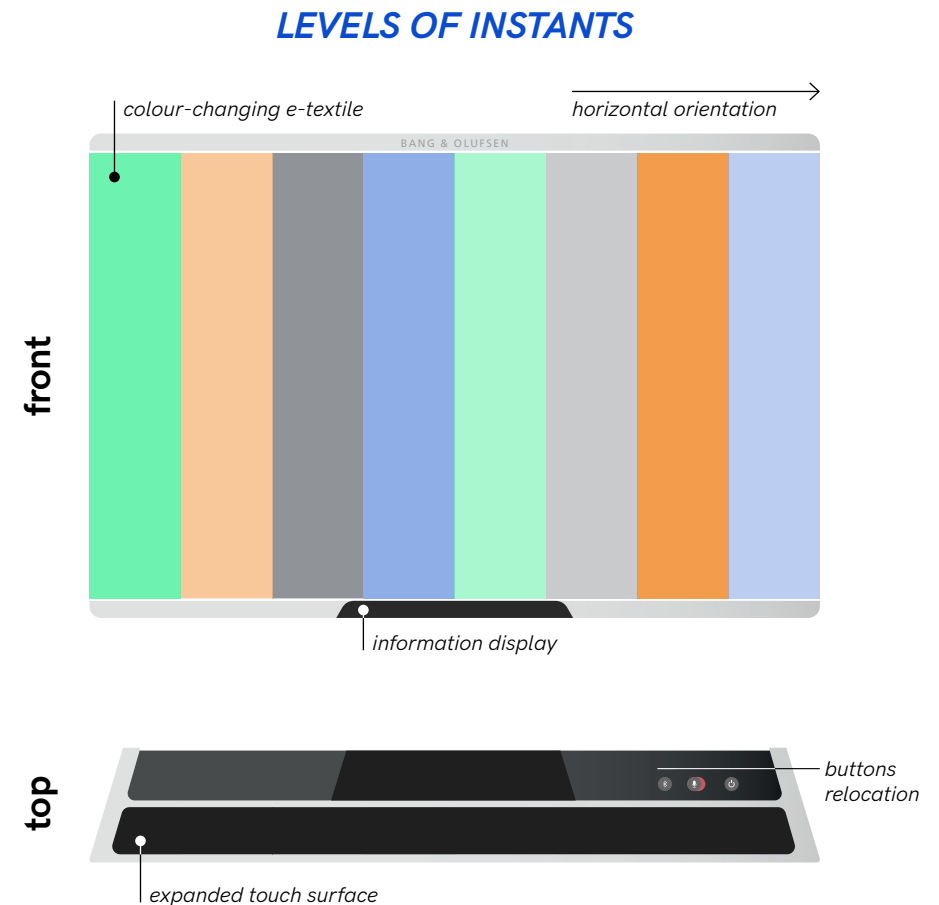 LEVELS OF INSTANTS
colour-changing e-textile
horizontal orientation
BANG & OLUFSEN
front
information display
top
buttons
relocation
expanded touch surface